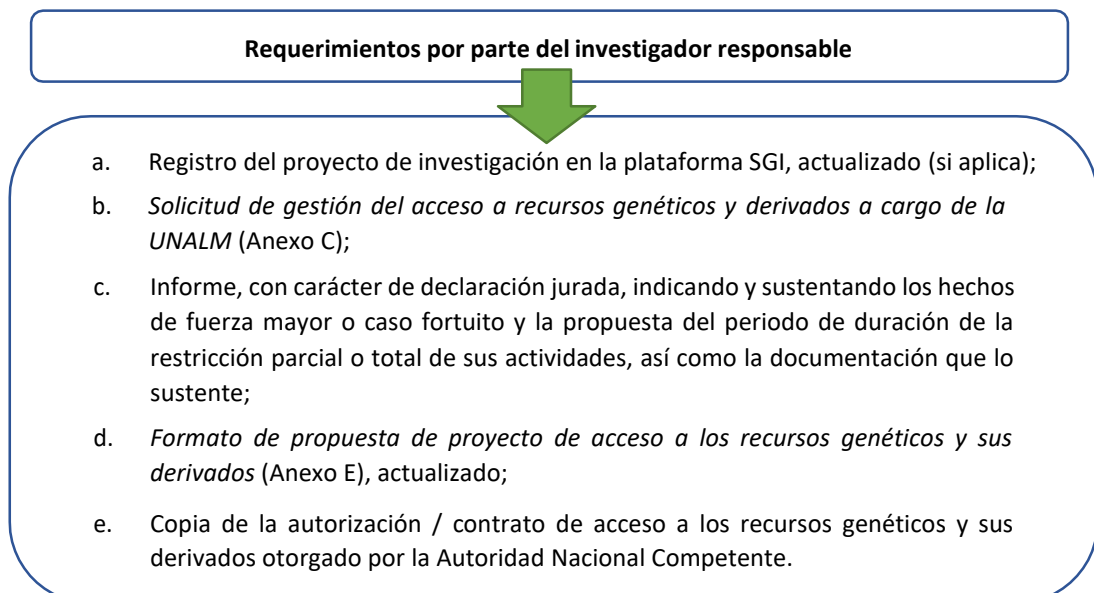 Requerimientos por parte del investigador responsable
a. Registro del proyecto de investigación en la plataforma SGI, actualizado (si aplica);
b. Solicitud de gestión del acceso a recursos genéticos y derivados a cargo de la
UNALM (Anexo C);
c. Informe, con carácter de declaración jurada, indicando y sustentando los hechos
de fuerza mayor o caso fortuito y la propuesta del periodo de duración de la
restricción parcial o total de sus actividades, así como la documentación que lo
sustente;
d. Formato de propuesta de proyecto de acceso a los recursos genéticos y sus
derivados (Anexo E), actualizado;
e. Copia de la autorización / contrato de acceso a los recursos genéticos y sus
derivados otorgado por la Autoridad Nacional Competente.